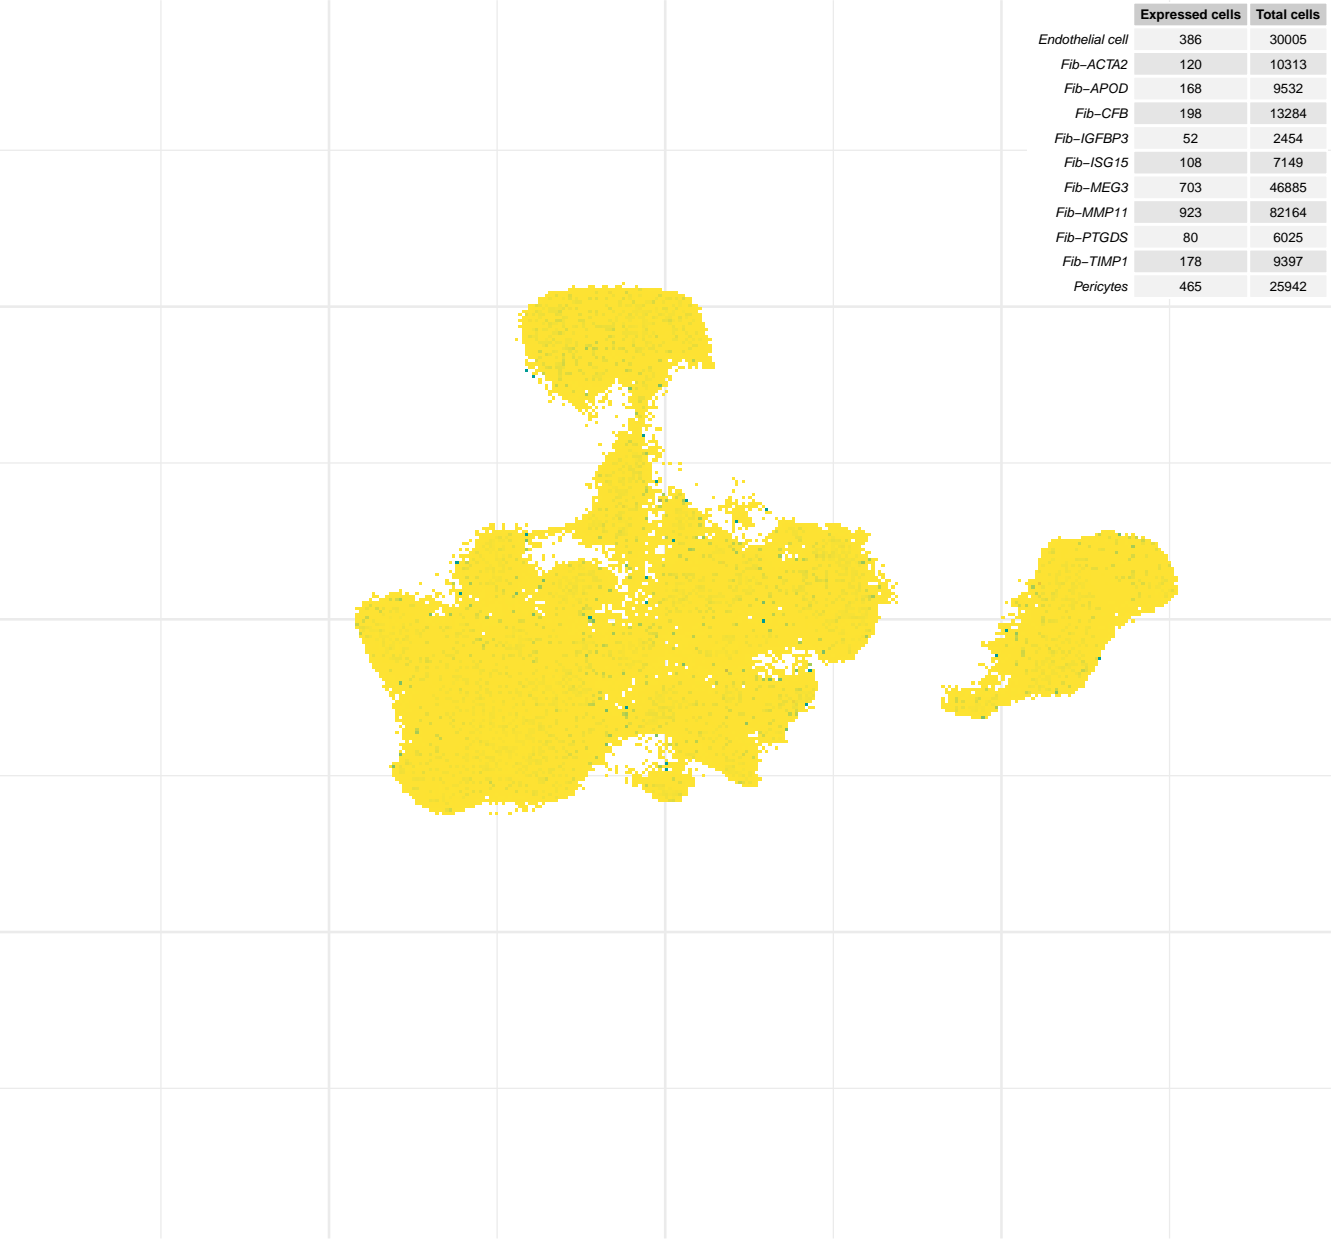 Expressed cells Total cells
Endothelial cell 386 30005
Fib−ACTA2 120 10313
Fib−APOD 168 9532
Fib−CFB 198 13284
Fib−IGFBP3 52 2454
Fib−ISG15 108 7149
Fib−MEG3 703 46885
Fib−MMP11 923 82164
Fib−PTGDS 80 6025
Fib−TIMP1 178 9397
Pericytes 465 25942